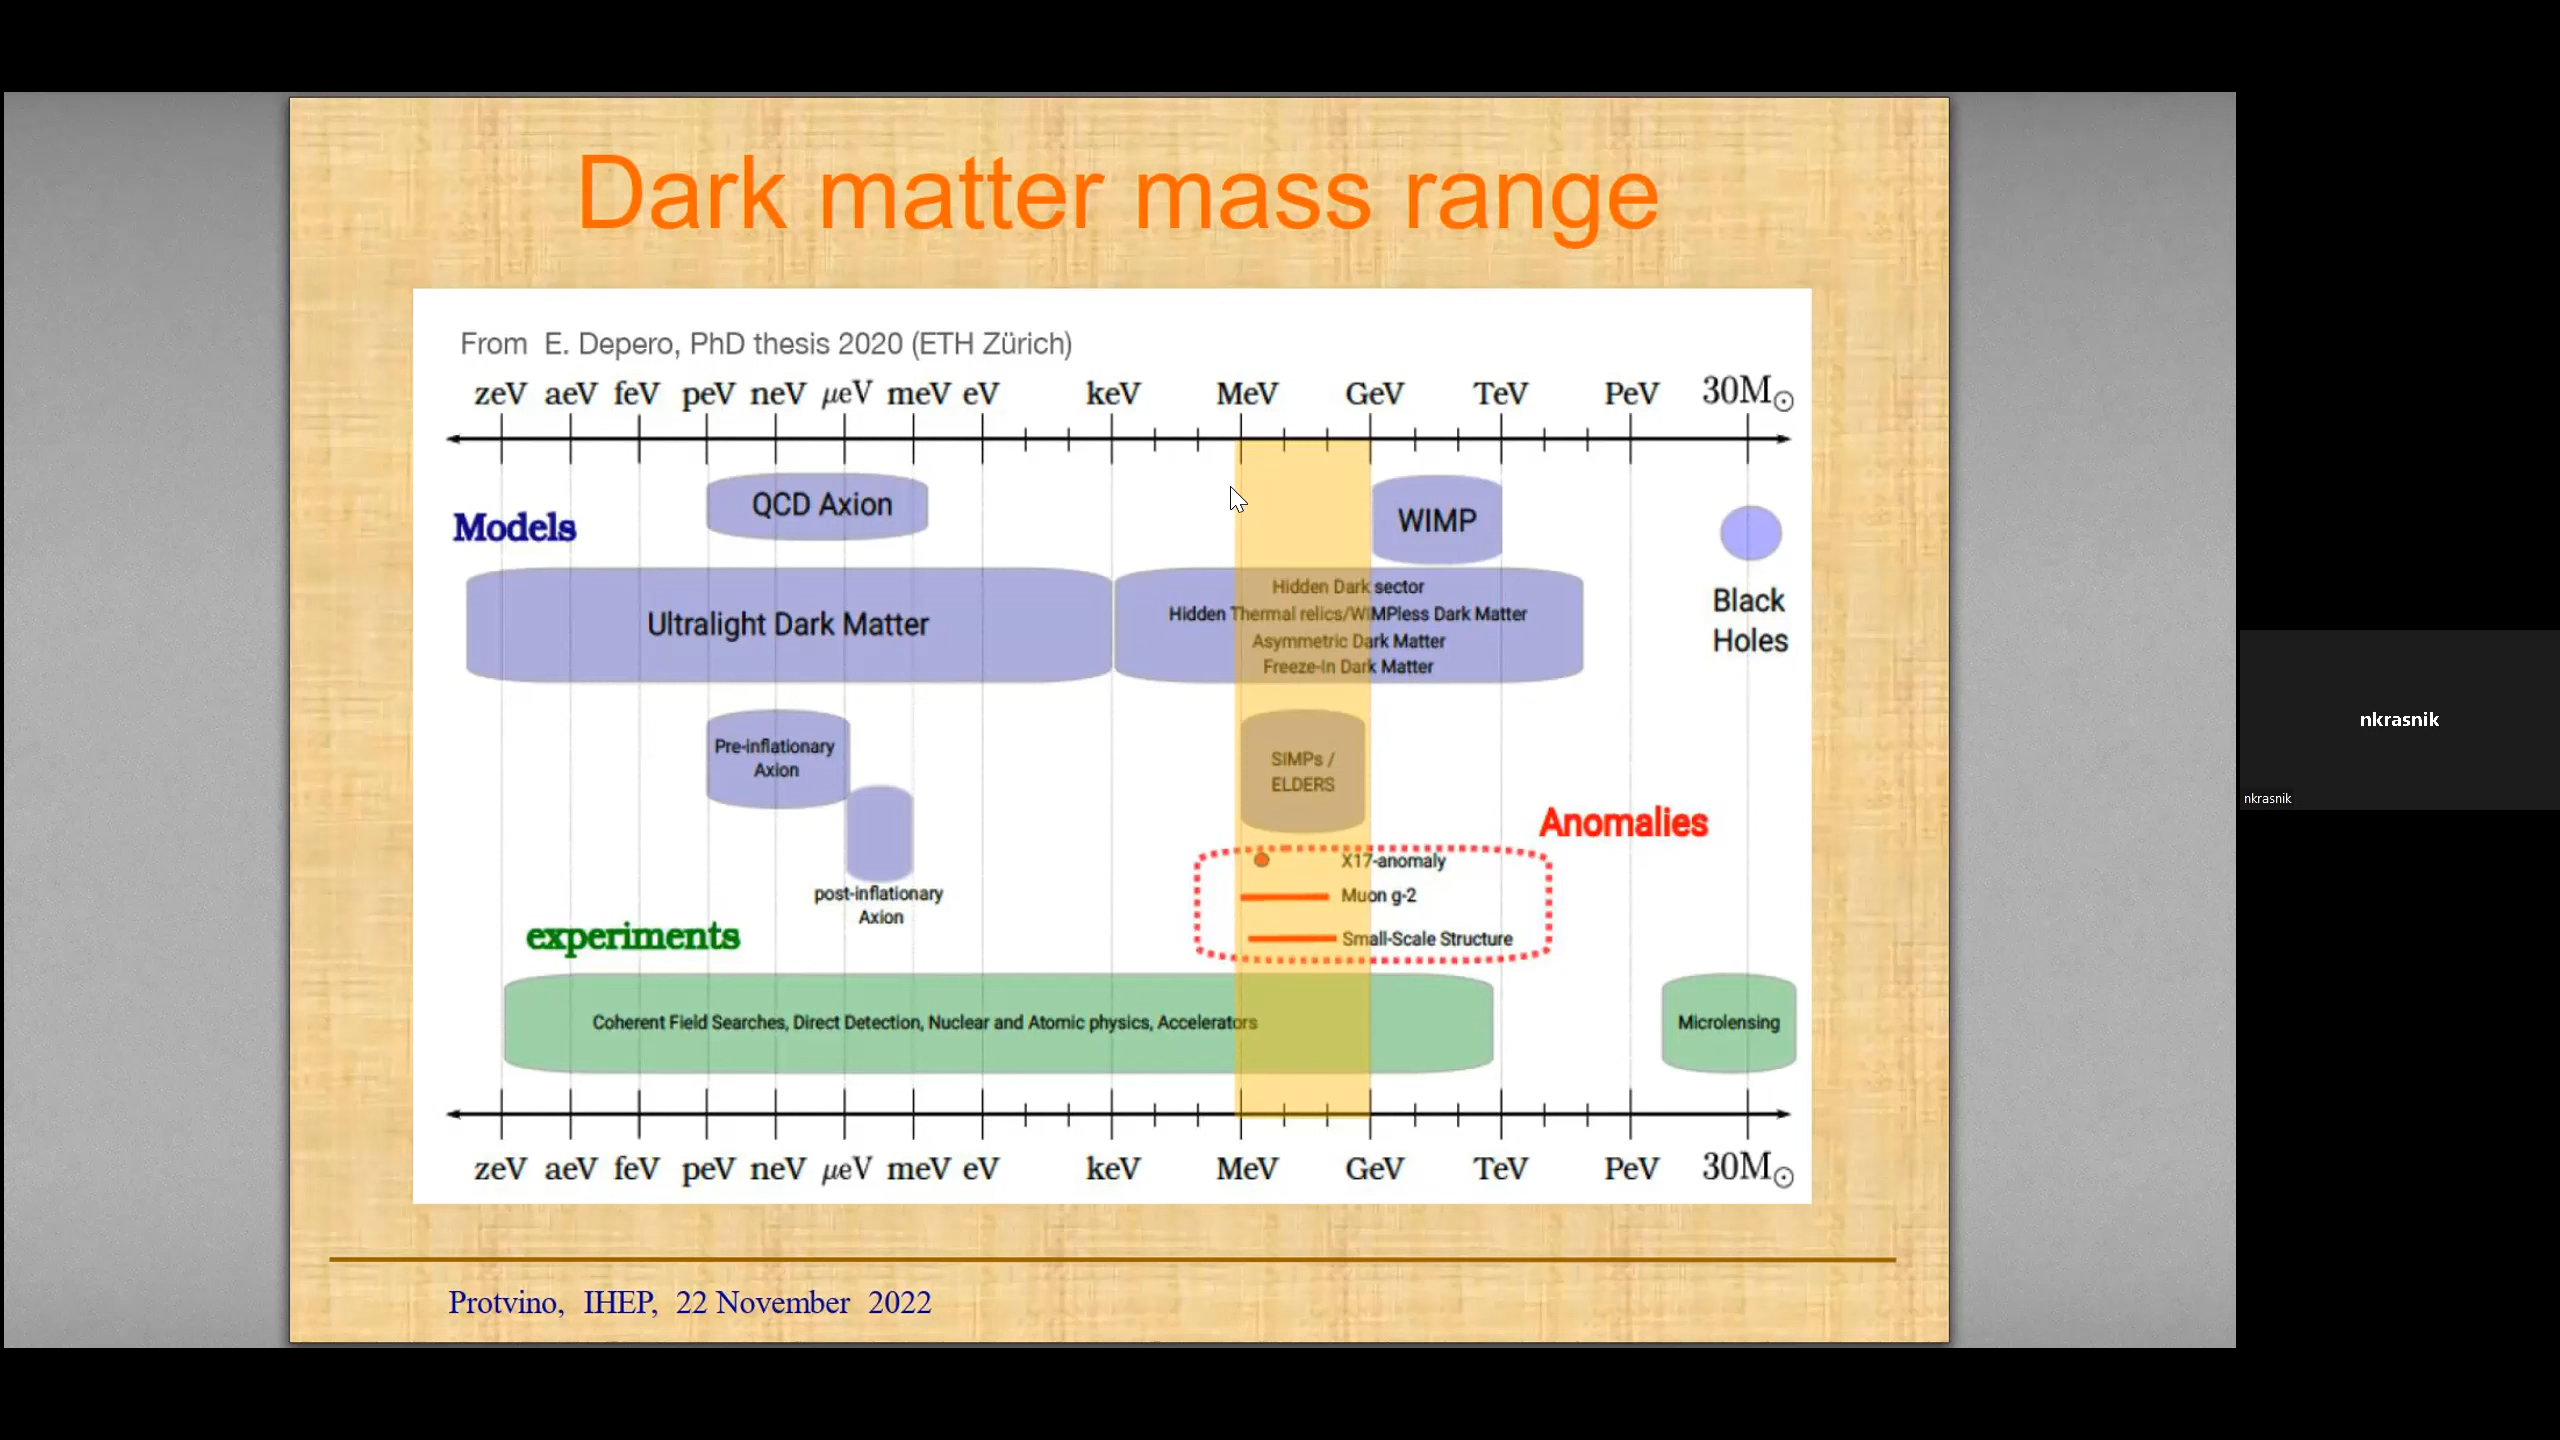 Dark matter mass range
From E. Depero, PhD thesis 2020 (ETH Zürich)
zeV aeV feV peV neV μeV meV eV keV MeV GeV TeV PeV 30M⊙
QCD Axion
WIMP
Models
Hidden Dark sector
Hidden Thermal relics/WIMPless Dark Matter
Asymmetric Dark Matter
Freeze-In Dark Matter
Ultralight Dark Matter
Black
Holes
Pre-inflationary
Axion
SIMPs /
ELDERS
post-inflationary
Axion
Anomalies
X17-anomaly
Muon g-2
Small-Scale Structure
experiments
Coherent Field Searches, Direct Detection, Nuclear and Atomic physics, Accelerators
Microlensing
zeV aeV feV peV neV μeV meV eV keV MeV GeV TeV PeV 30M⊙
Protvino, IHEP, 22 November 2022
nkrasnik
nkrasnik